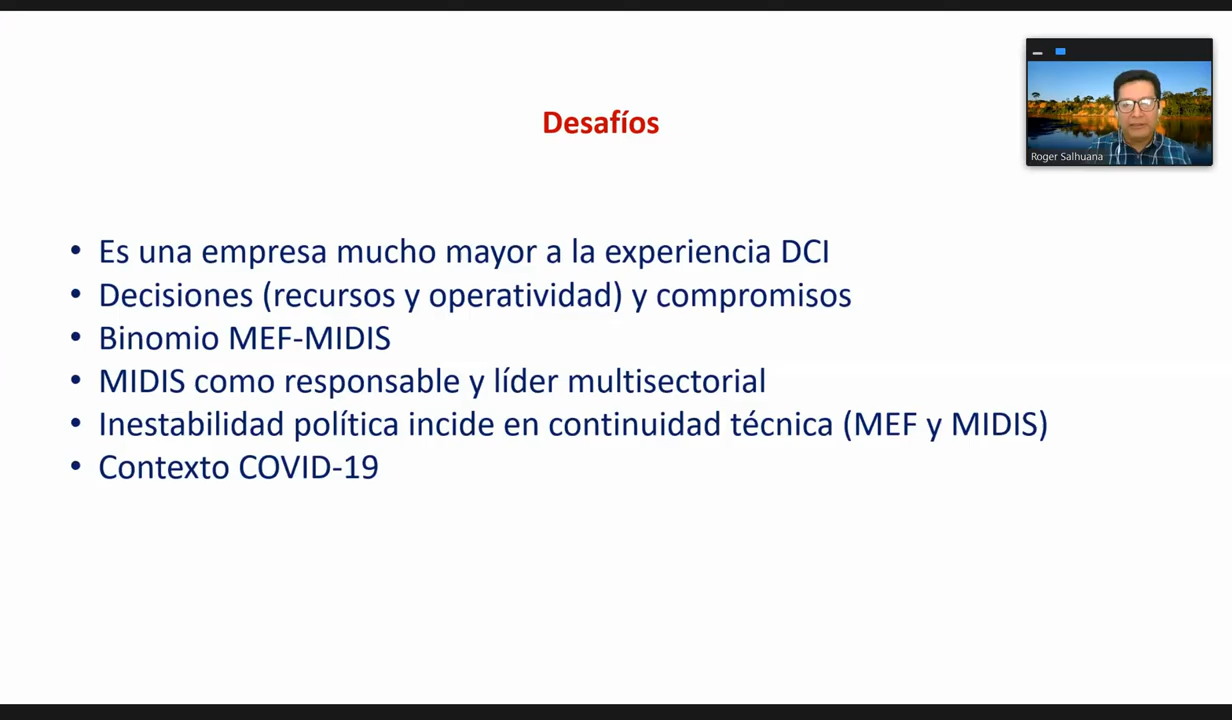 Desafíos
Roger Salhuana
• Es una empresa mucho mayor a la experiencia DCI
• Decisiones (recursos y operatividad) y compromisos
• Binomio MEF-MIDIS
• MIDIS como responsable y líder multisectorial
• Inestabilidad política incide en continuidad técnica (MEF y MIDIS)
• Contexto COVID-19